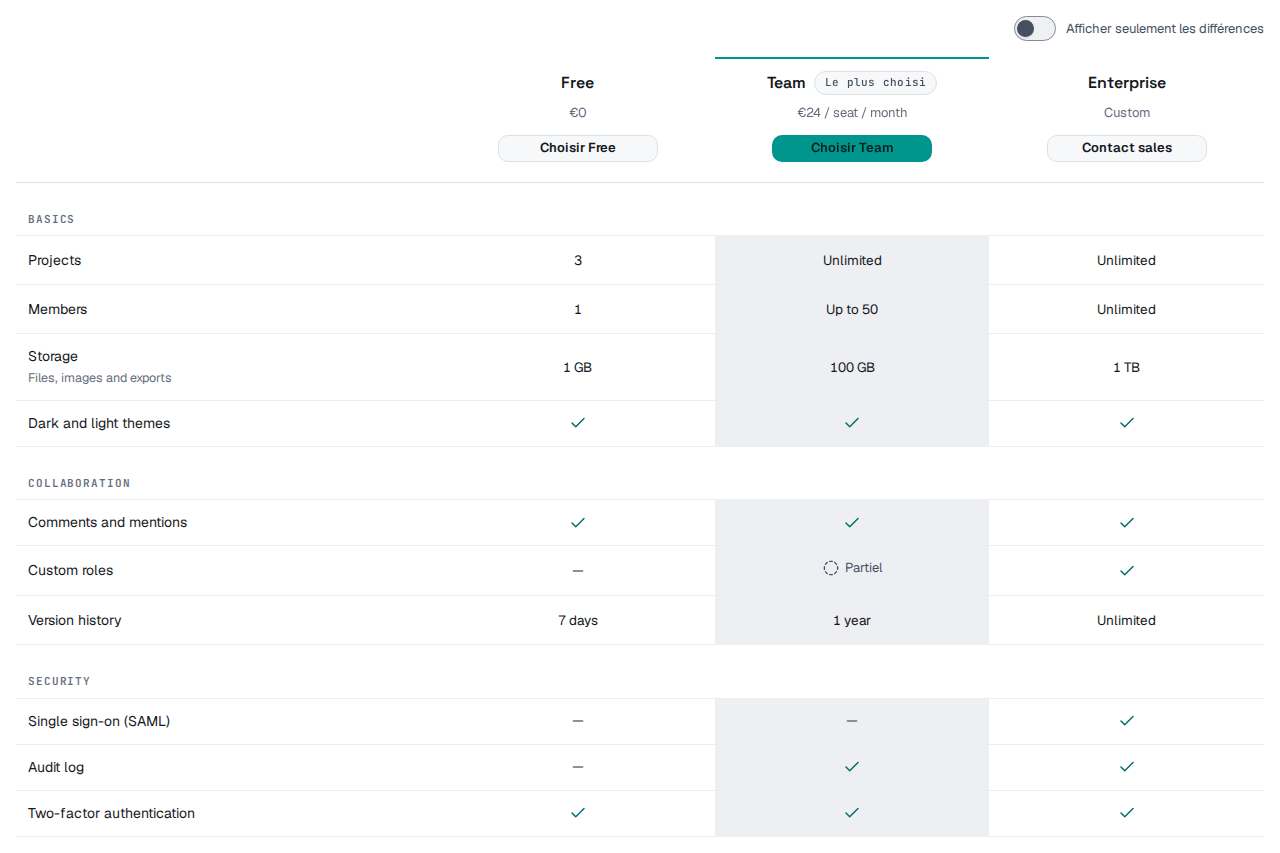 Afficher seulement les différences
Free
Team Le plus choisi
Enterprise
€0
€24 / seat / month
Custom
Choisir Free
Choisir Team
Contact sales
BASICS
Projects 3 Unlimited Unlimited
Members 1 Up to 50 Unlimited
Storage
Files, images and exports
1 GB 100 GB 1 TB
Dark and light themes
COLLABORATION
Comments and mentions
Custom roles — Partiel
Version history 7 days 1 year Unlimited
SECURITY
Single sign-on (SAML) — —
Audit log —
Two-factor authentication